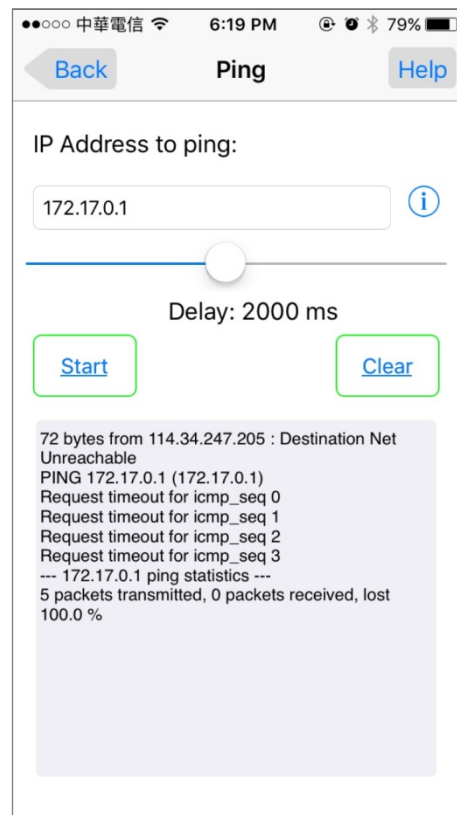 中華電信 6:19 PM 79%
Back Ping Help
IP Address to ping:
172.17.0.1 i
Delay: 2000 ms
Start Clear
72 bytes from 114.34.247.205 : Destination Net
Unreachable
PING 172.17.0.1 (172.17.0.1)
Request timeout for icmp_seq 0
Request timeout for icmp_seq 1
Request timeout for icmp_seq 2
Request timeout for icmp_seq 3
--- 172.17.0.1 ping statistics ---
5 packets transmitted, 0 packets received, lost
100.0 %